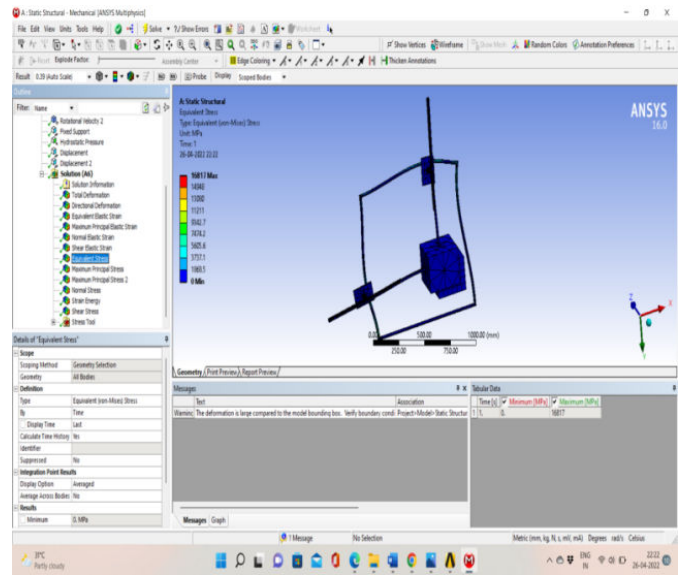 A : Static Structural - Mechanical [ANSYS Multiphysics]
File Edit View Units Tools Help Solve ?/Show Errors Worksheet
Show Vertices Wireframe Show Mesh Random Colors Annotation Preferences
Reset Explode Factor: Assembly Center Edge Coloring Thicken Annotations
Result 0.39 (Auto Scale) Probe Display Scoped Bodies
Outline
Filter: Name
Rotational Velocity 2
Fixed Support
Hydrostatic Pressure
Displacement
Displacement 2
Solution (A6)
Solution Information
Total Deformation
Directional Deformation
Equivalent Elastic Strain
Maximum Principal Elastic Strain
Normal Elastic Strain
Shear Elastic Strain
Equivalent Stress
Maximum Principal Stress
Maximum Principal Stress 2
Normal Stress
Strain Energy
Shear Stress
Stress Tool
Details of "Equivalent Stress"
Scope
Scoping Method Geometry Selection
Geometry All Bodies
Definition
Type Equivalent (von-Mises) Stress
By Time
Display Time Last
Calculate Time History Yes
Identifier
Suppressed No
Integration Point Results
Display Option Averaged
Average Across Bodies No
Results
Minimum 0. MPa
A: Static Structural
Equivalent Stress
Type: Equivalent (von-Mises) Stress
Unit: MPa
Time: 1
26-04-2022 22:22
16817 Max
14948
13080
11211
9342.7
7474.2
5605.6
3737.1
1868.5
0 Min
ANSYS
16.0
0.00 500.00 1000.00 (mm)
250.00 750.00
Z
X
Y
Geometry Print Preview Report Preview
Messages
Text Association
Warning The deformation is large compared to the model bounding box. Verify boundary condi Project>Model>Static Structur
Messages Graph
Tabular Data
Time [s] Minimum [MPa] Maximum [MPa]
1 1. 0. 16817
1 Message No Selection Metric (mm, kg, N, s, mV, mA) Degrees rad/s Celsius
31°C
Partly cloudy
ENG
IN
22:22
26-04-2022